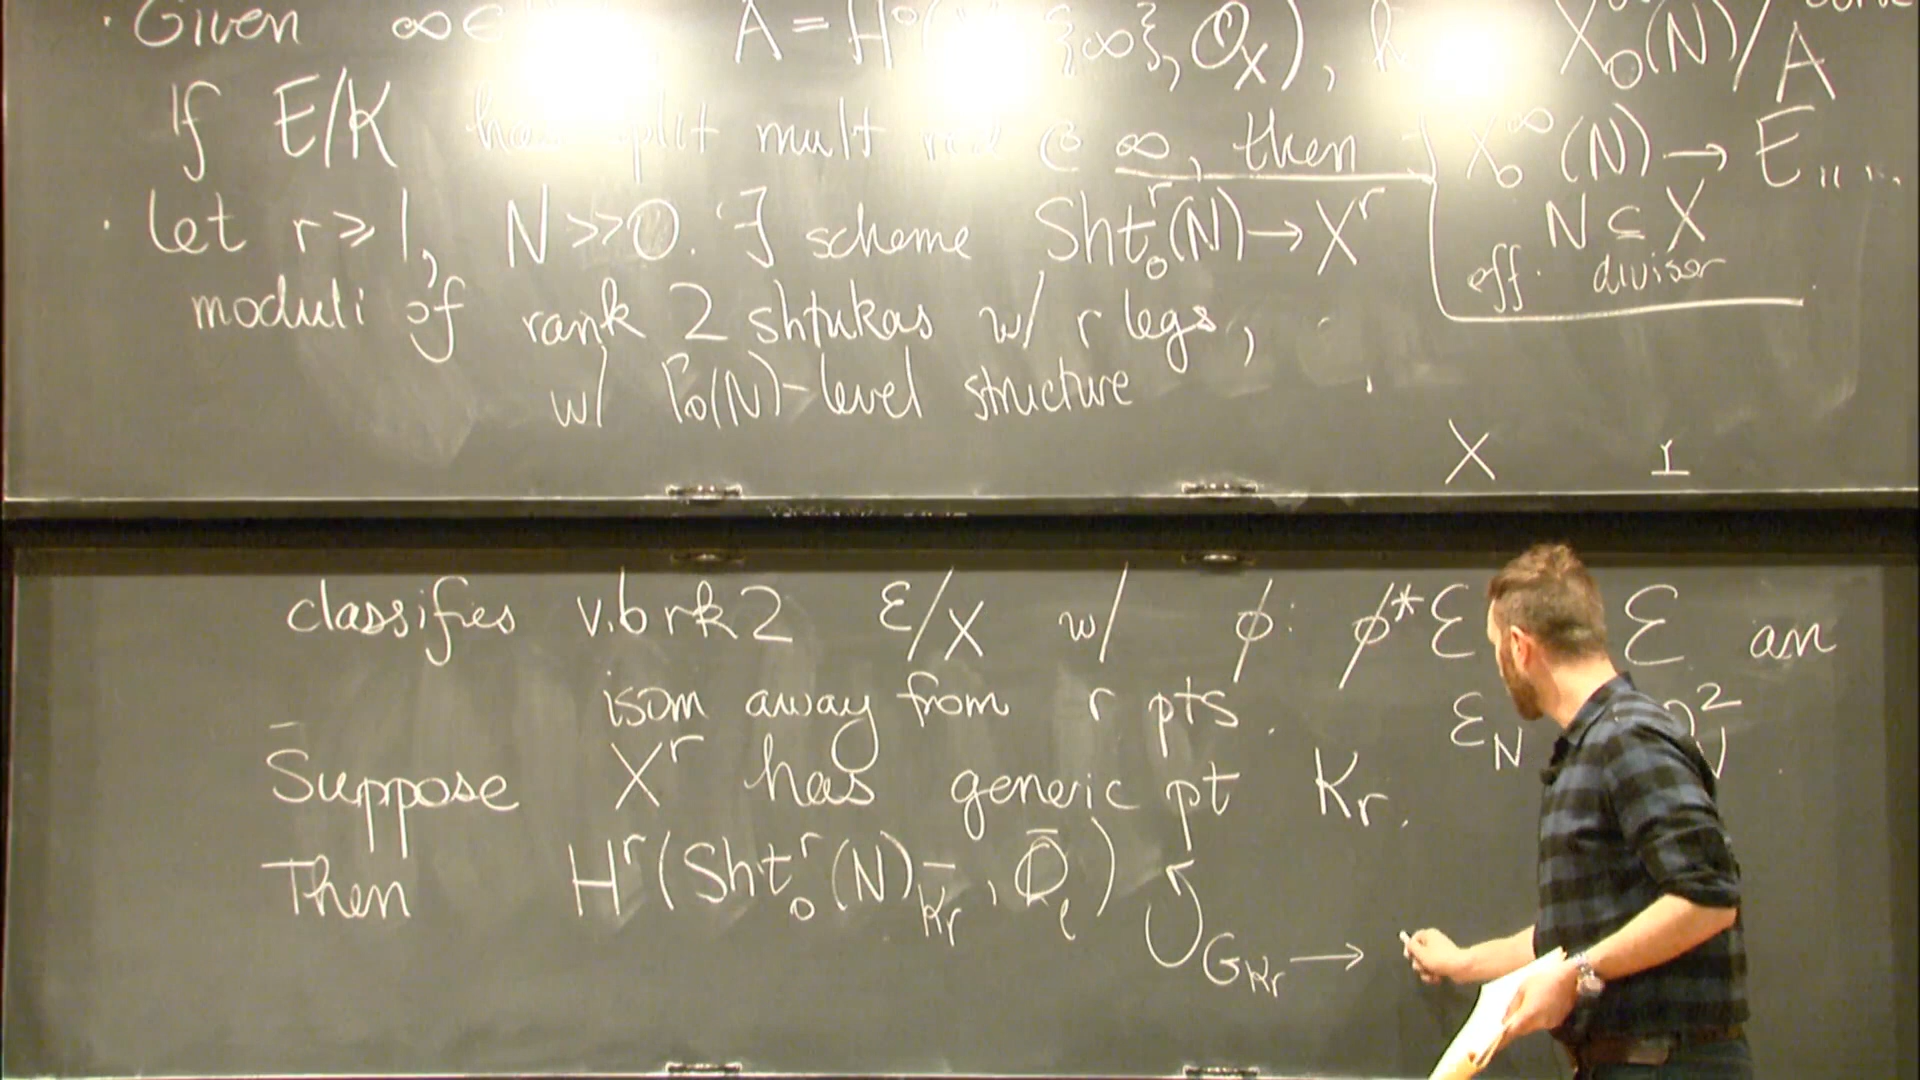 · Given ∞∈ A = H⁰( {∞}, 𝒪_X), X₀^∞(N)/A
If E/K has split mult @ ∞, then X₀^∞(N) → E
N ⊆ X
eff. divisor
· let r ≥ 1, N >> 0. ∃ scheme Sht₀^r(N) → X^r
moduli of rank 2 shtukas w/ r legs,
w/ Γ₀(N)-level structure
X
classifies v.b rk 2 ℰ/X w/ ϕ: ϕ*ℰ ℰ an
isom away from r pts.
ℰ_N
Suppose X^r has generic pt K_r.
Then H^r(Sht₀^r(N)_{K̄_r}, Q̄_ℓ) ↺ G_{K_r} →